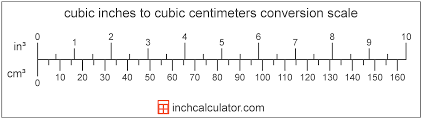 cubic inches to cubic centimeters conversion scale
in³ 0 1 2 3 4 5 6 7 8 9 10
cm³ 0 10 20 30 40 50 60 70 80 90 100 110 120 130 140 150 160
inchcalculator.com